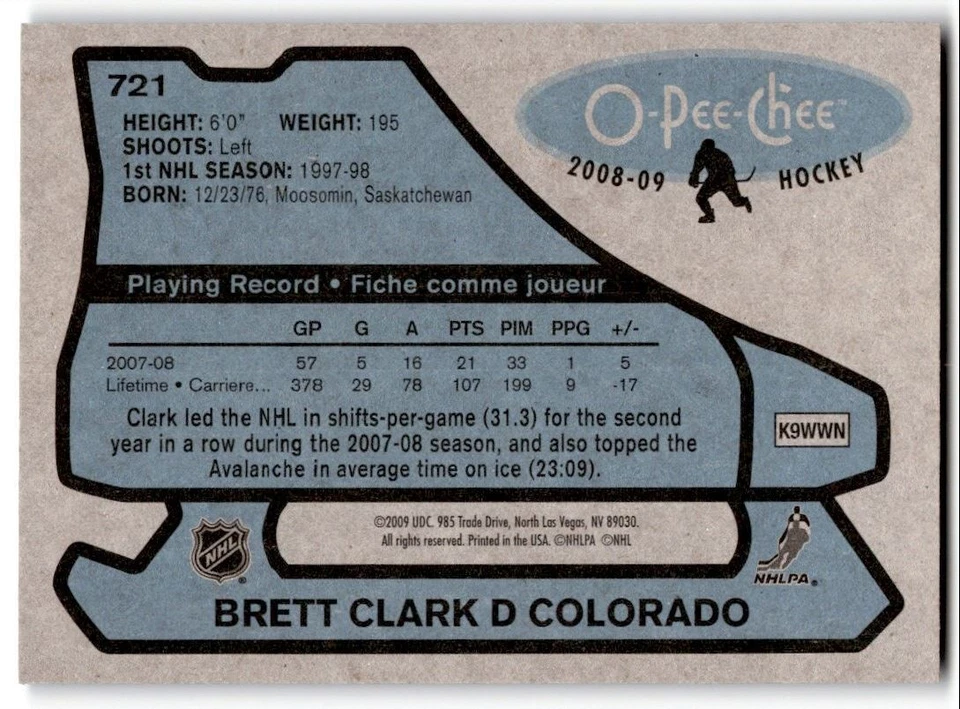 721
HEIGHT: 6'0" WEIGHT: 195
SHOOTS: Left
1st NHL SEASON: 1997-98
BORN: 12/23/76, Moosomin, Saskatchewan
O-Pee-Chee™
2008-09 HOCKEY
Playing Record • Fiche comme joueur
GP G A PTS PIM PPG +/-
2007-08 57 5 16 21 33 1 5
Lifetime • Carriere... 378 29 78 107 199 9 -17
Clark led the NHL in shifts-per-game (31.3) for the second
year in a row during the 2007-08 season, and also topped the
Avalanche in average time on ice (23:09).
K9WWN
©2009 UDC. 985 Trade Drive, North Las Vegas, NV 89030.
All rights reserved. Printed in the USA. ©NHLPA ©NHL
NHL®
NHLPA®
BRETT CLARK D COLORADO